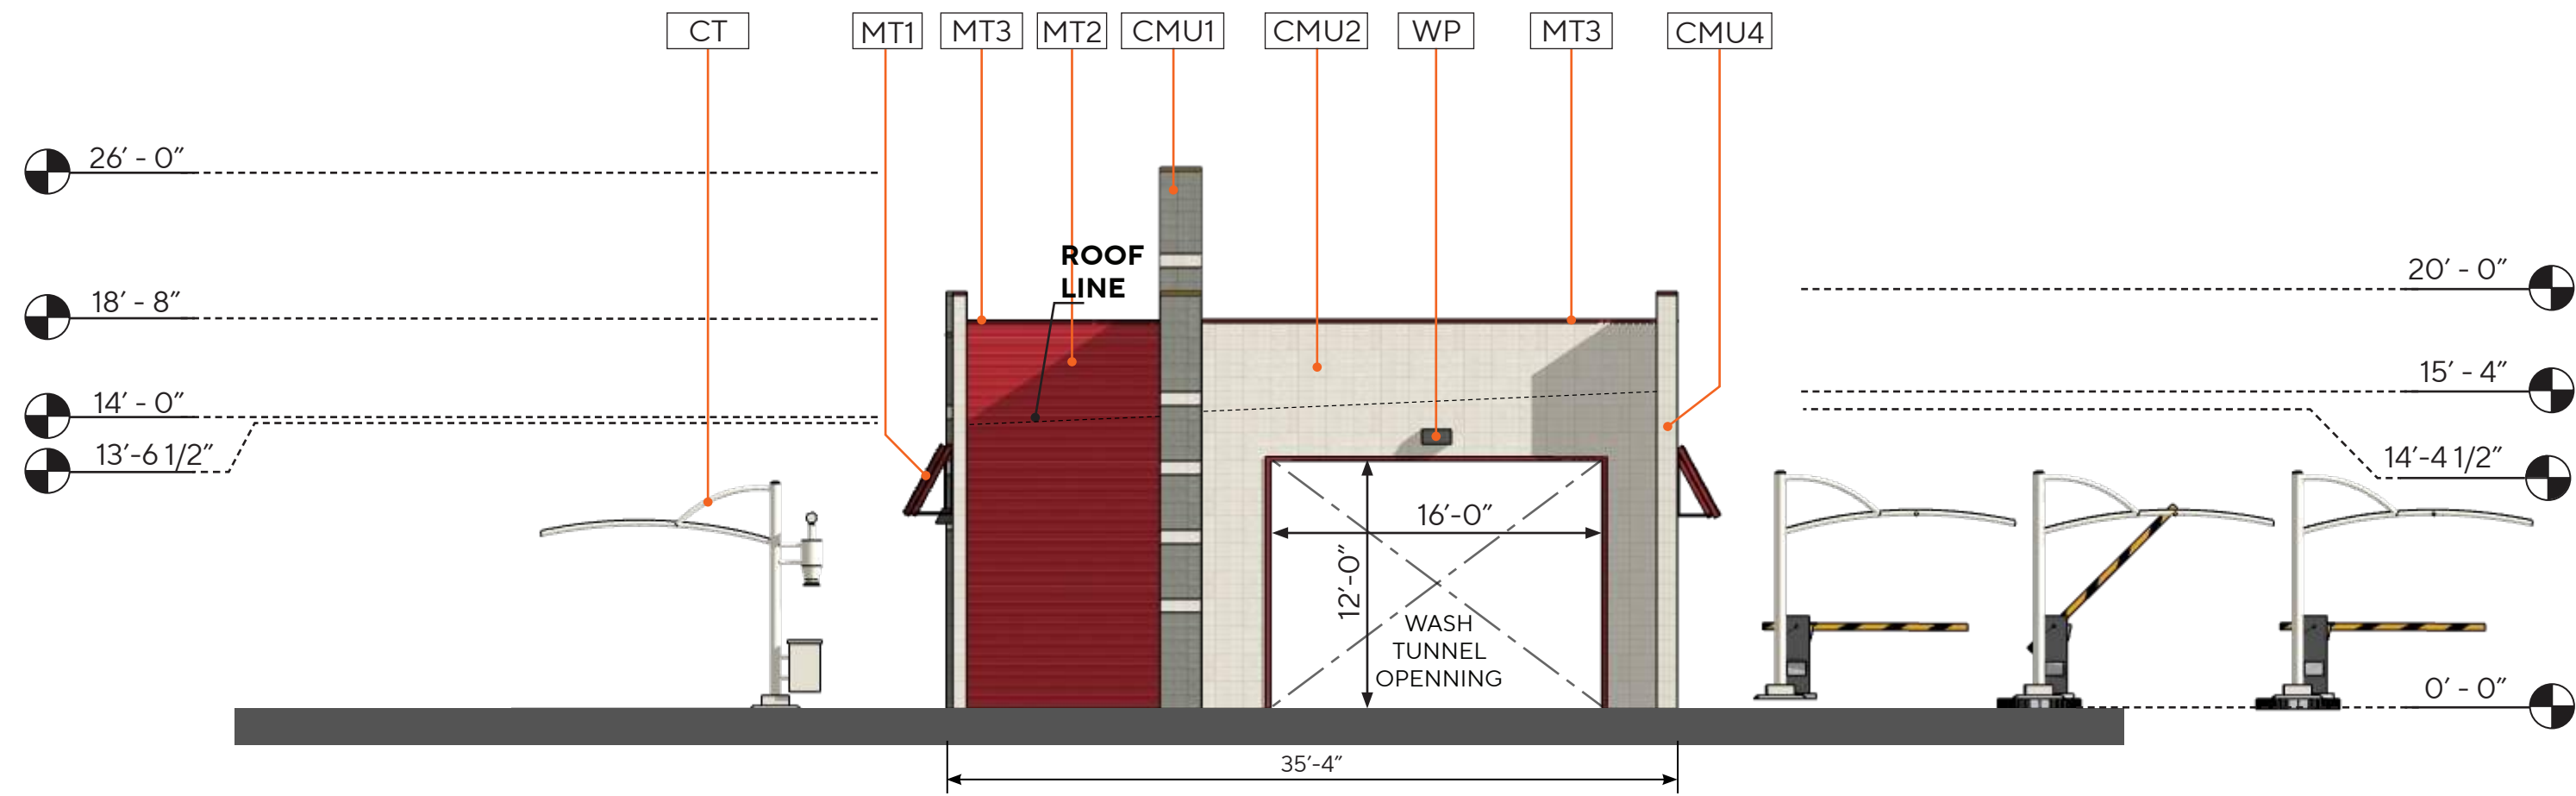 CT
MT1
MT3
MT2
CMU1
CMU2
WP
MT3
CMU4
26' - 0"
18' - 8"
14' - 0"
13'-6 1/2"
ROOF
LINE
20' - 0"
15' - 4"
14'-4 1/2"
0' - 0"
16'-0"
12'-0"
WASH
TUNNEL
OPENNING
35'-4"